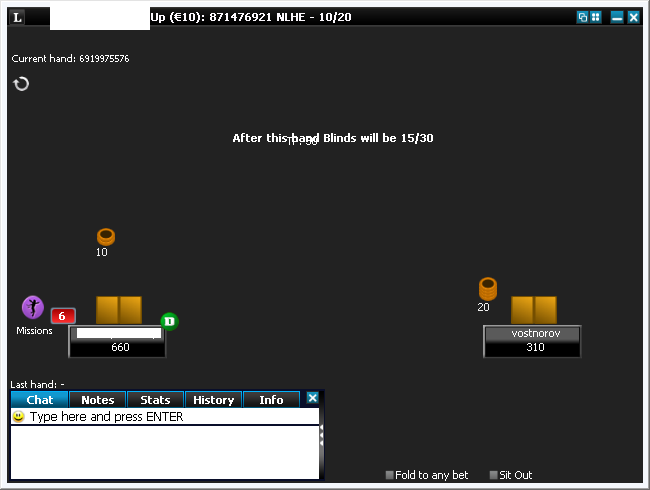 L Up (€10): 871476921 NLHE - 10/20
Current hand: 6919975576
After this hand Blinds will be 15/30
10
20
6
D
Missions
vostnorov
660
310
Last hand: -
Chat Notes Stats History Info
Type here and press ENTER
Fold to any bet Sit Out